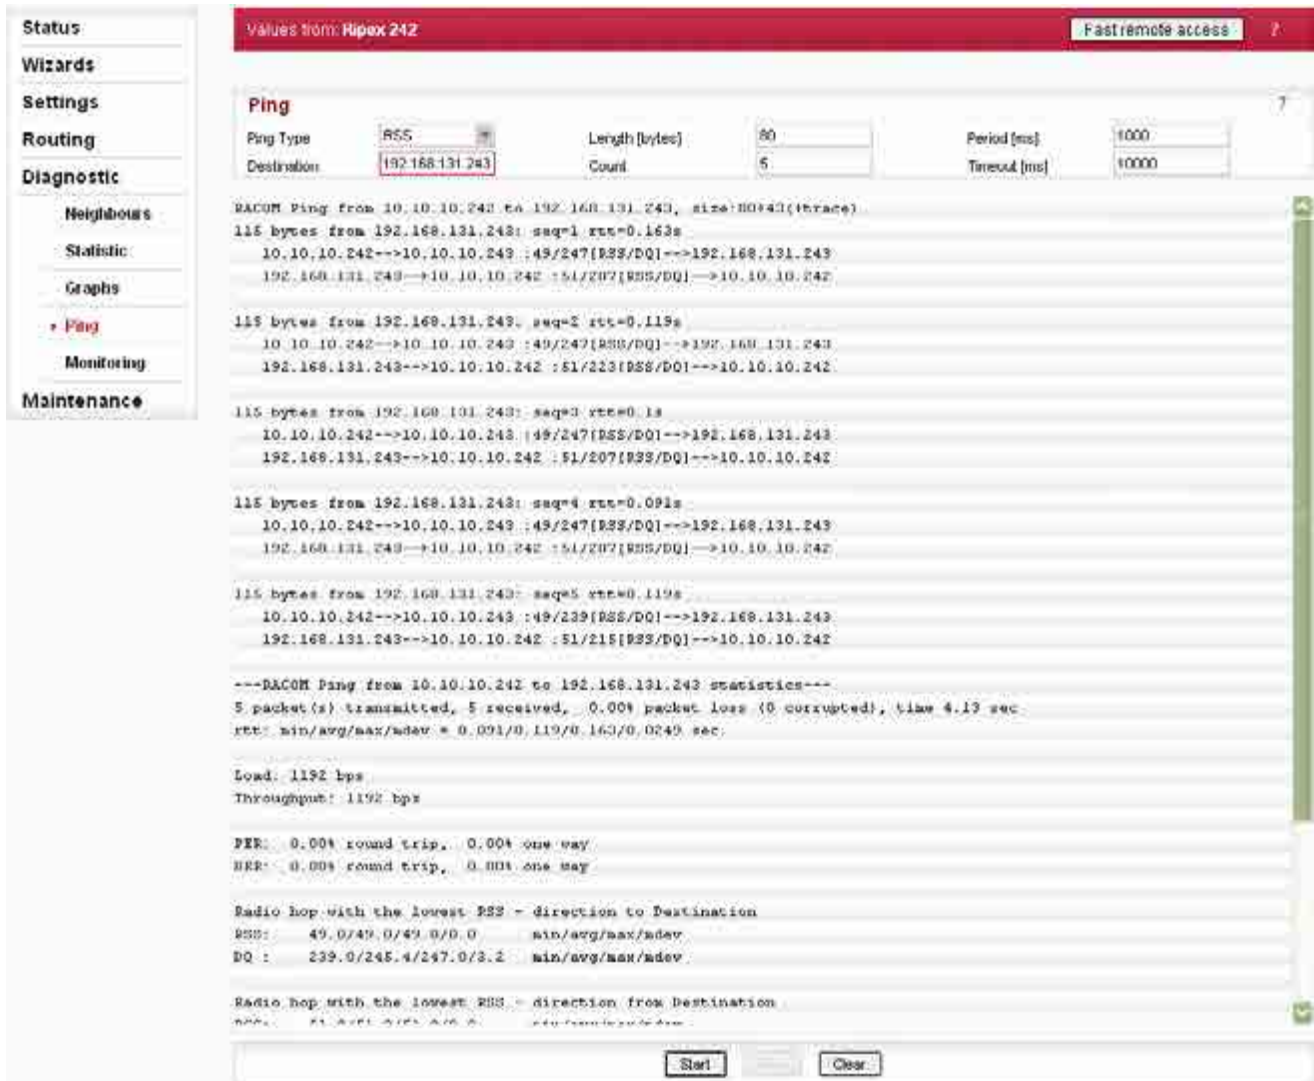 Status
Wizards
Settings
Routing
Diagnostic
Neighbours
Statistic
Graphs
Ping
Monitoring
Maintenance
Values from: Ripex 242 Fast remote access ?
Ping ?
Ping Type RSS Length [bytes] 80 Period [ms] 1000
Destination 192.168.131.243 Count 5 Timeout [ms] 10000
RACOM Ping from 10.10.10.242 to 192.168.131.243, size:80+43(+trace)
115 bytes from 192.168.131.243: seq=1 rtt=0.163s
10.10.10.242-->10.10.10.243 :49/247[RSS/DQ]-->192.168.131.243
192.168.131.243-->10.10.10.242 :51/207[RSS/DQ]-->10.10.10.242
115 bytes from 192.168.131.243: seq=2 rtt=0.119s
10.10.10.242-->10.10.10.243 :49/247[RSS/DQ]-->192.168.131.243
192.168.131.243-->10.10.10.242 :51/223[RSS/DQ]-->10.10.10.242
115 bytes from 192.168.131.243: seq=3 rtt=0.1s
10.10.10.242-->10.10.10.243 :49/247[RSS/DQ]-->192.168.131.243
192.168.131.243-->10.10.10.242 :51/207[RSS/DQ]-->10.10.10.242
115 bytes from 192.168.131.243: seq=4 rtt=0.091s
10.10.10.242-->10.10.10.243 :49/247[RSS/DQ]-->192.168.131.243
192.168.131.243-->10.10.10.242 :51/207[RSS/DQ]-->10.10.10.242
115 bytes from 192.168.131.243: seq=5 rtt=0.119s
10.10.10.242-->10.10.10.243 :49/239[RSS/DQ]-->192.168.131.243
192.168.131.243-->10.10.10.242 :51/215[RSS/DQ]-->10.10.10.242
---RACOM Ping from 10.10.10.242 to 192.168.131.243 statistics---
5 packet(s) transmitted, 5 received, 0.00% packet loss (0 corrupted), time 4.13 sec
rtt: min/avg/max/mdev = 0.091/0.119/0.163/0.0249 sec.
Load: 1192 bps
Throughput: 1192 bps
PER: 0.00% round trip, 0.00% one way
BER: 0.00% round trip, 0.00% one way
Radio hop with the lowest RSS - direction to Destination
RSS: 49.0/49.0/49.0/0.0 min/avg/max/mdev
DQ : 239.0/245.4/247.0/3.2 min/avg/max/mdev
Radio hop with the lowest RSS - direction from Destination
Start Clear